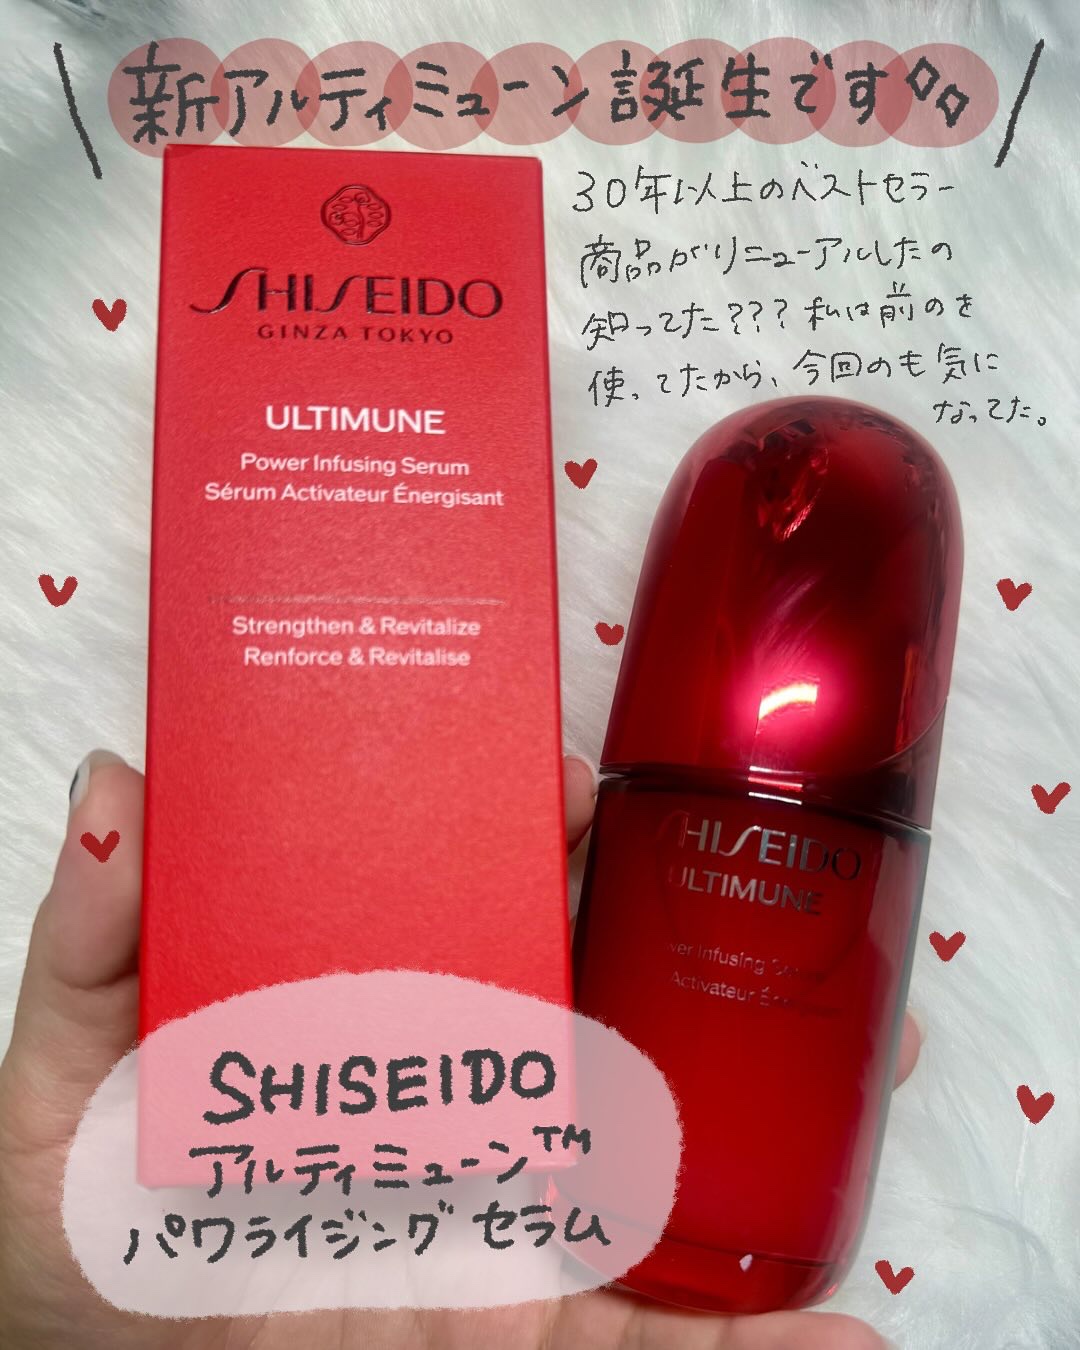 \ 新アルティミューン誕生です /
30年以上のベストセラー
商品がリニューアルしたの
知ってた???私は前のを
使ってたから、今回のも気に
なってた。
SHISEIDO
GINZA TOKYO
ULTIMUNE
Power Infusing Serum
Sérum Activateur Énergisant
Strengthen & Revitalize
Renforce & Revitalise
SHISEIDO
ULTIMUNE
Infusing
Activateur
SHISEIDO
アルティミューン™
パワライジング セラム